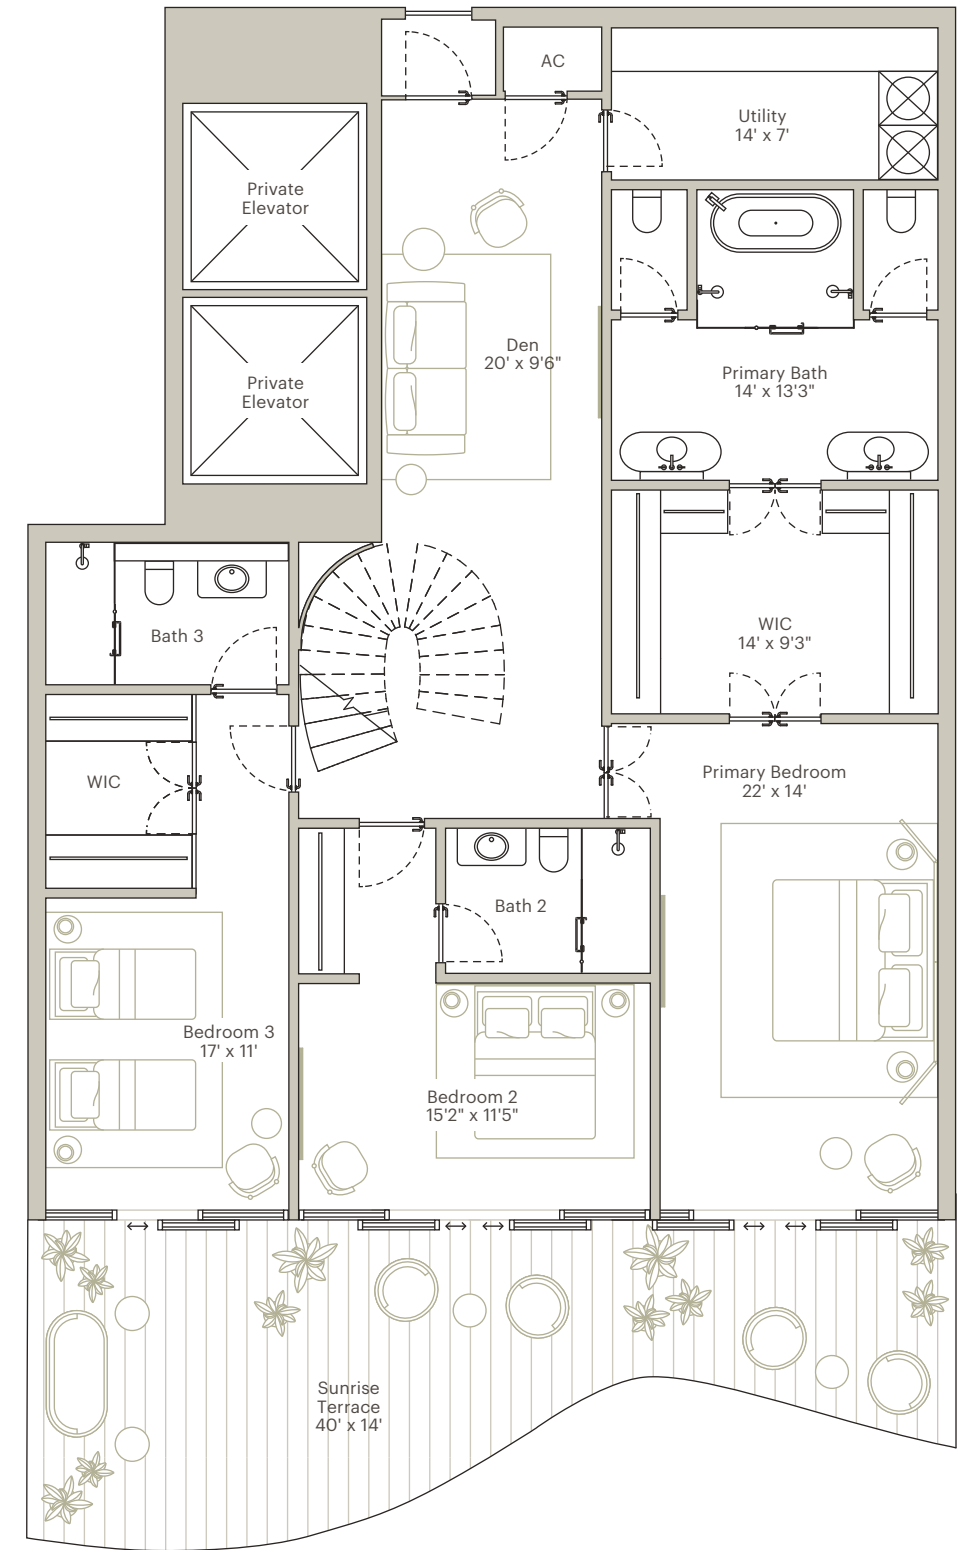 AC
Utility
14' x 7'
Private
Elevator
Private
Elevator
Den
20' x 9'6"
Primary Bath
14' x 13'3"
Bath 3
WIC
14' x 9'3"
WIC
Primary Bedroom
22' x 14'
Bath 2
Bedroom 3
17' x 11'
Bedroom 2
15'2" x 11'5"
Sunrise
Terrace
40' x 14'